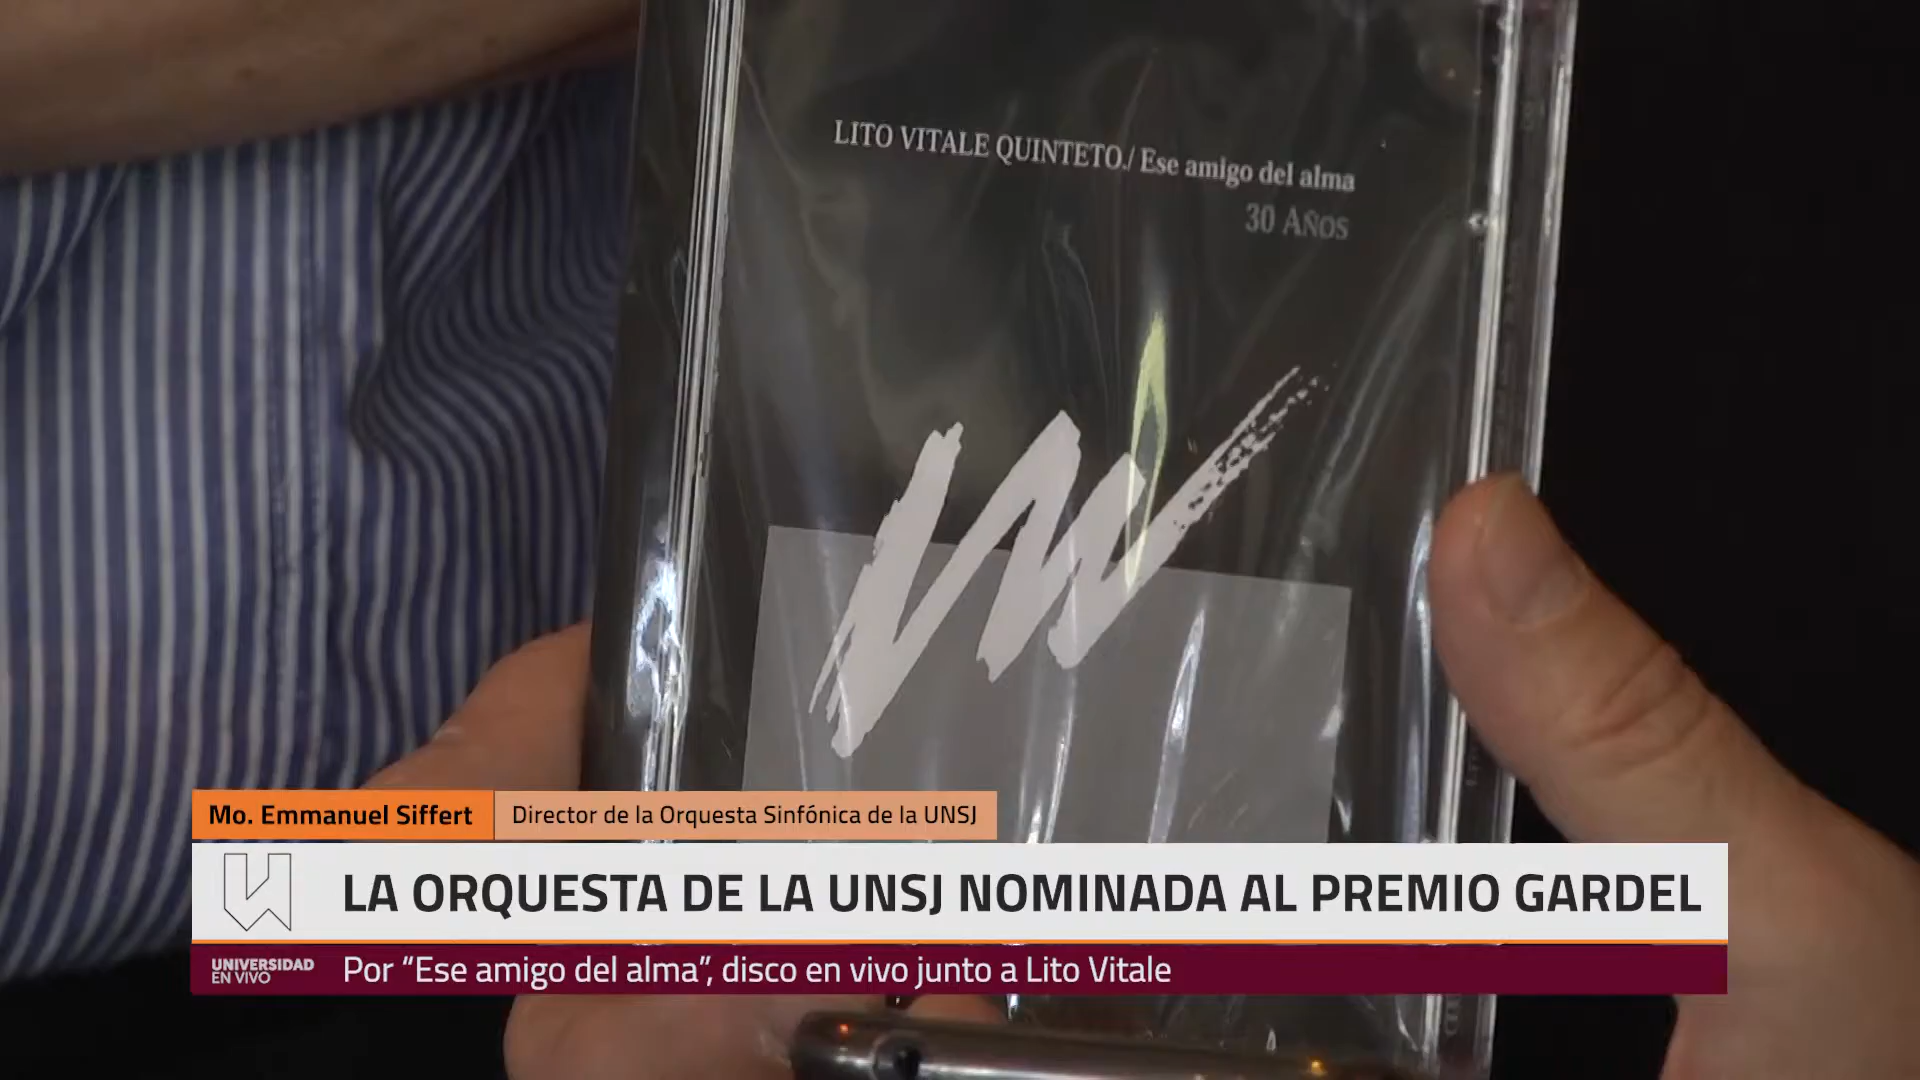 LITO VITALE QUINTETO./ Ese amigo del alma
30 AÑOS
Mo. Emmanuel Siffert
Director de la Orquesta Sinfónica de la UNSJ
LA ORQUESTA DE LA UNSJ NOMINADA AL PREMIO GARDEL
UNIVERSIDAD
EN VIVO
Por “Ese amigo del alma”, disco en vivo junto a Lito Vitale